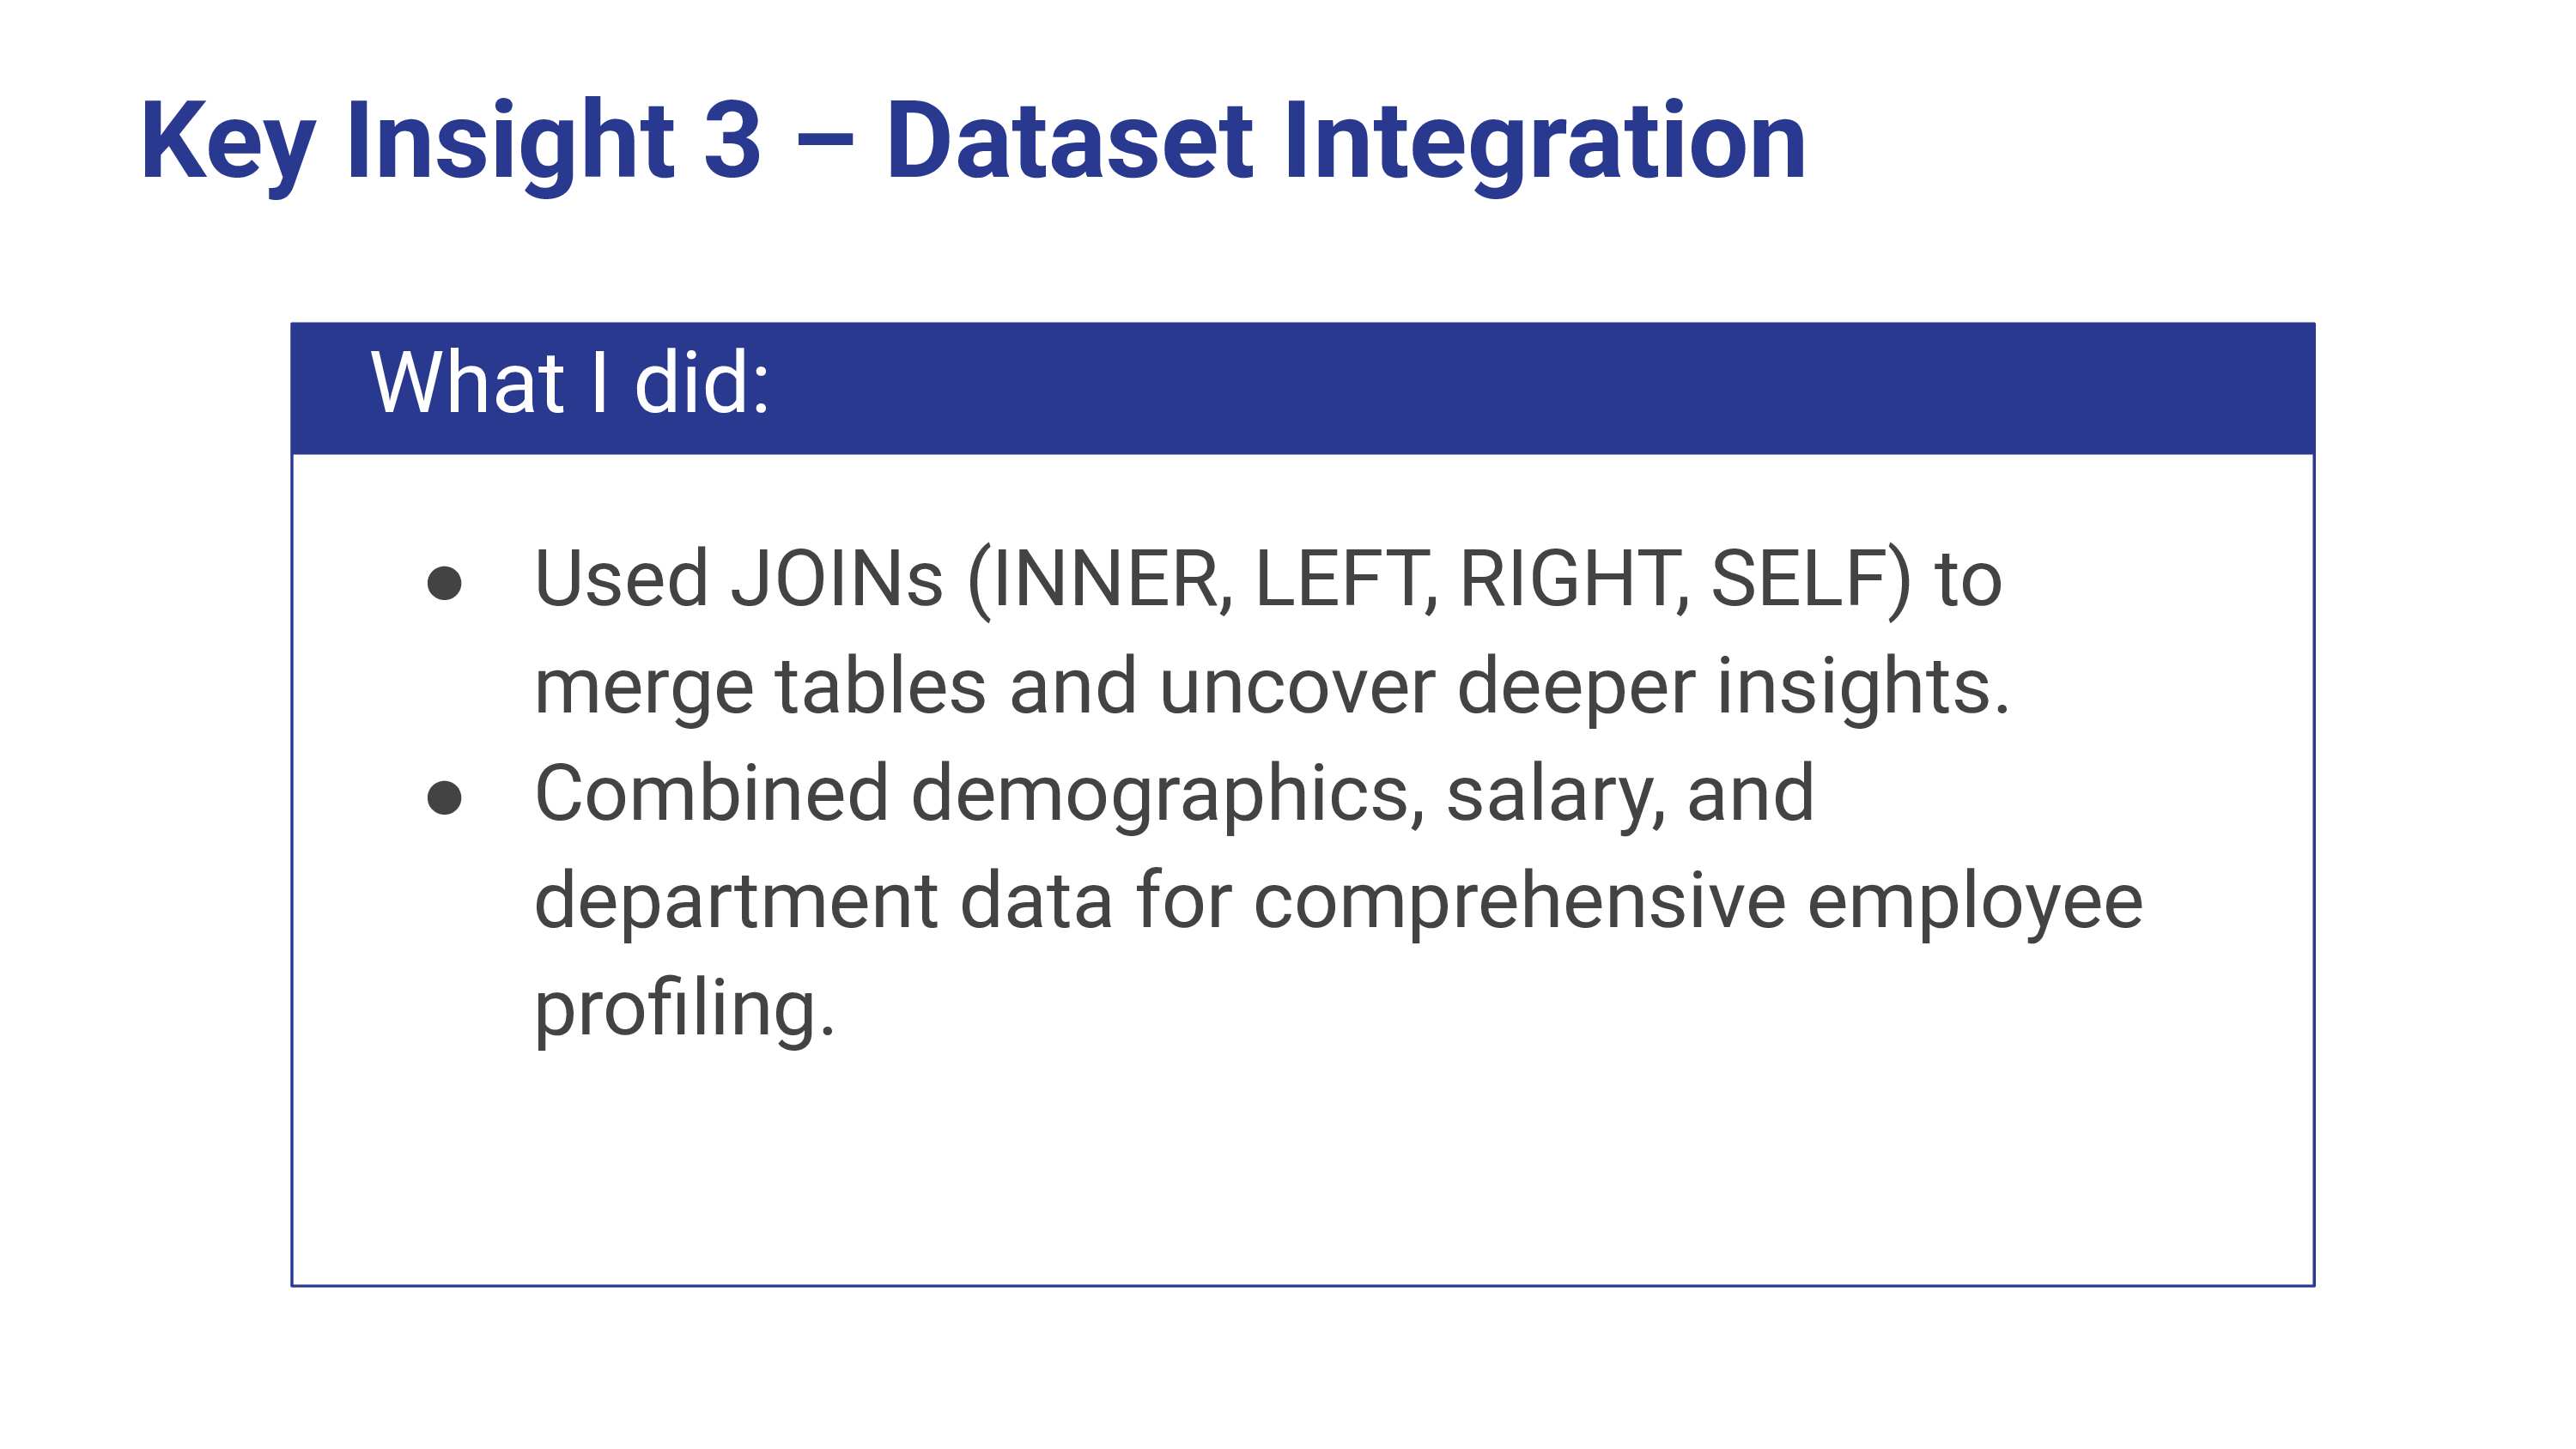 Key Insight 3 – Dataset Integration
What I did:
● Used JOINs (INNER, LEFT, RIGHT, SELF) to
merge tables and uncover deeper insights.
● Combined demographics, salary, and
department data for comprehensive employee
profiling.